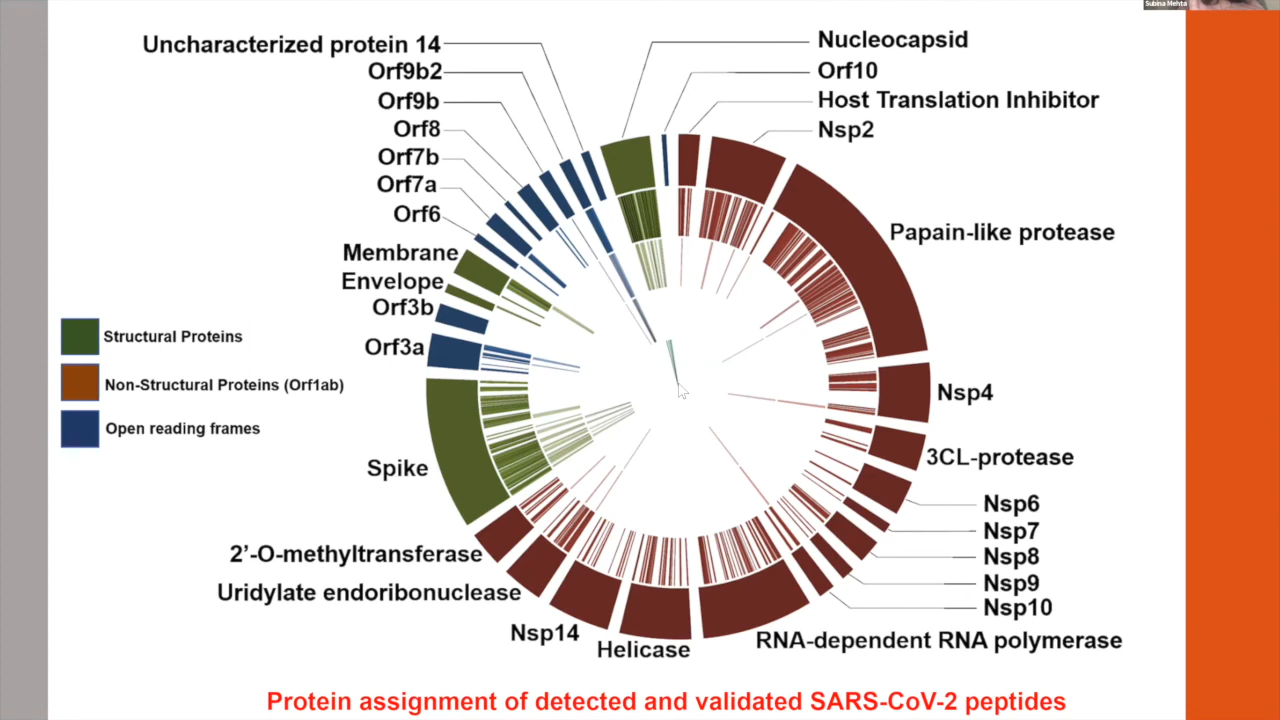 Subina Mehta
Uncharacterized protein 14
Orf9b2
Orf9b
Orf8
Orf7b
Orf7a
Orf6
Membrane
Envelope
Orf3b
Orf3a
Spike
2’-O-methyltransferase
Uridylate endoribonuclease
Nsp14
Helicase
Nucleocapsid
Orf10
Host Translation Inhibitor
Nsp2
Papain-like protease
Nsp4
3CL-protease
Nsp6
Nsp7
Nsp8
Nsp9
Nsp10
RNA-dependent RNA polymerase
Structural Proteins
Non-Structural Proteins (Orf1ab)
Open reading frames
Protein assignment of detected and validated SARS-CoV-2 peptides